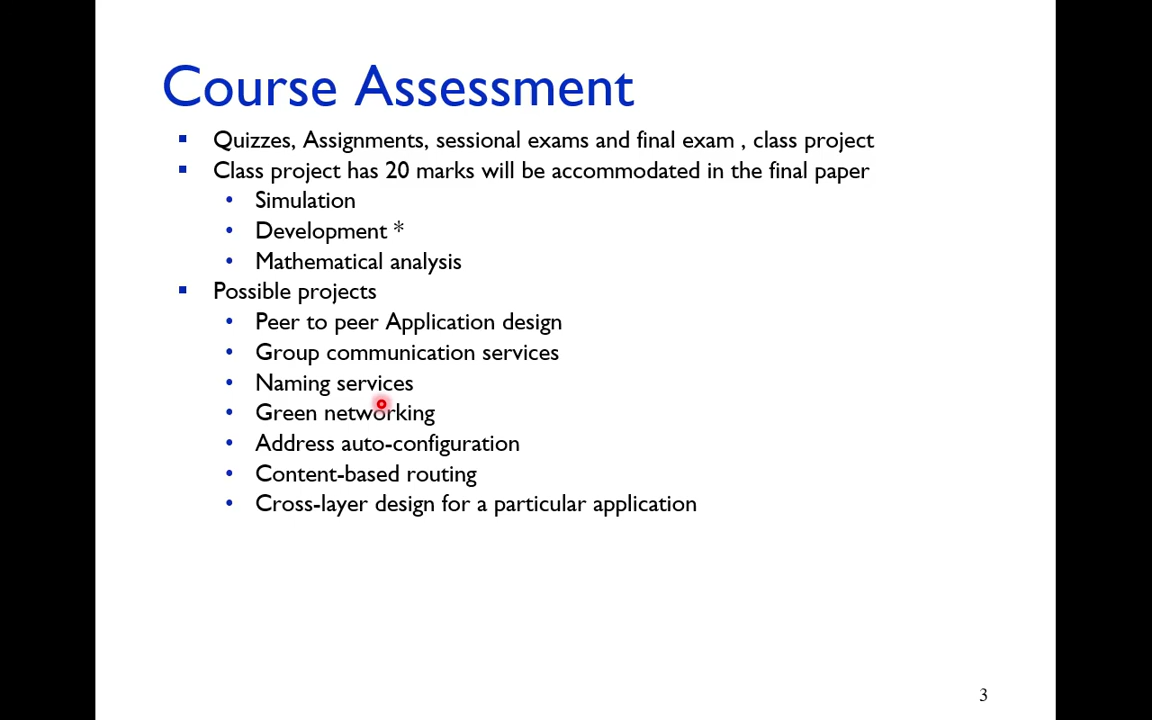 Course Assessment
Quizzes, Assignments, sessional exams and final exam , class project
Class project has 20 marks will be accommodated in the final paper
Simulation
Development *
Mathematical analysis
Possible projects
Peer to peer Application design
Group communication services
Naming services
Green networking
Address auto-configuration
Content-based routing
Cross-layer design for a particular application
3